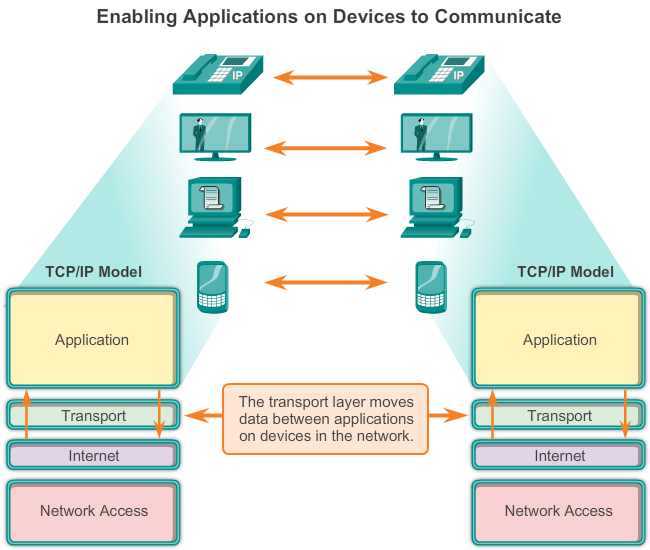 Enabling Applications on Devices to Communicate
IP
IP
TCP/IP Model
TCP/IP Model
Application
Application
The transport layer moves
data between applications
on devices in the network.
Transport
Transport
Internet
Internet
Network Access
Network Access